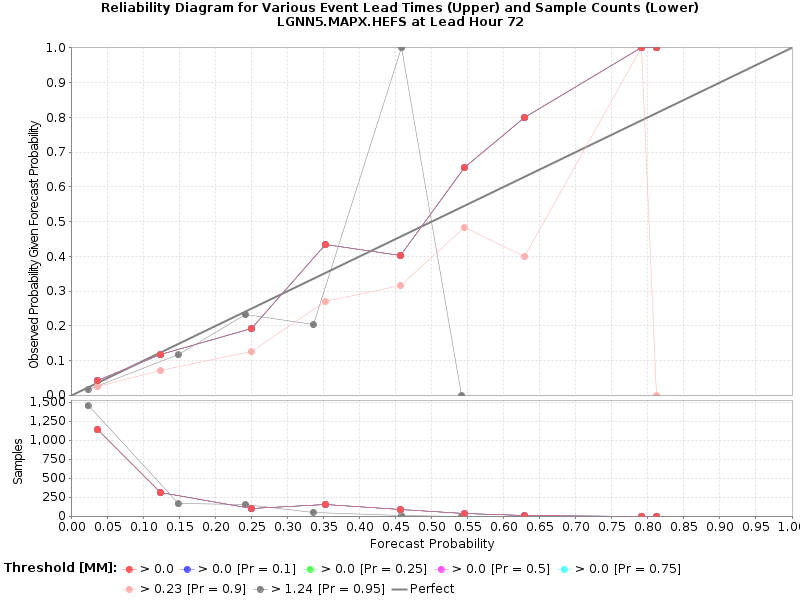 Reliability Diagram for Various Event Lead Times (Upper) and Sample Counts (Lower)
LGNN5.MAPX.HEFS at Lead Hour 72
Observed Probability Given Forecast Probability
1.0
0.9
0.8
0.7
0.6
0.5
0.4
0.3
0.2
0.1
0.0
Samples
1,500
1,250
1,000
750
500
250
0
0.00 0.05 0.10 0.15 0.20 0.25 0.30 0.35 0.40 0.45 0.50 0.55 0.60 0.65 0.70 0.75 0.80 0.85 0.90 0.95 1.0
Forecast Probability
Threshold [MM]: > 0.0 > 0.0 [Pr = 0.1] > 0.0 [Pr = 0.25] > 0.0 [Pr = 0.5] > 0.0 [Pr = 0.75]
> 0.23 [Pr = 0.9] > 1.24 [Pr = 0.95] Perfect